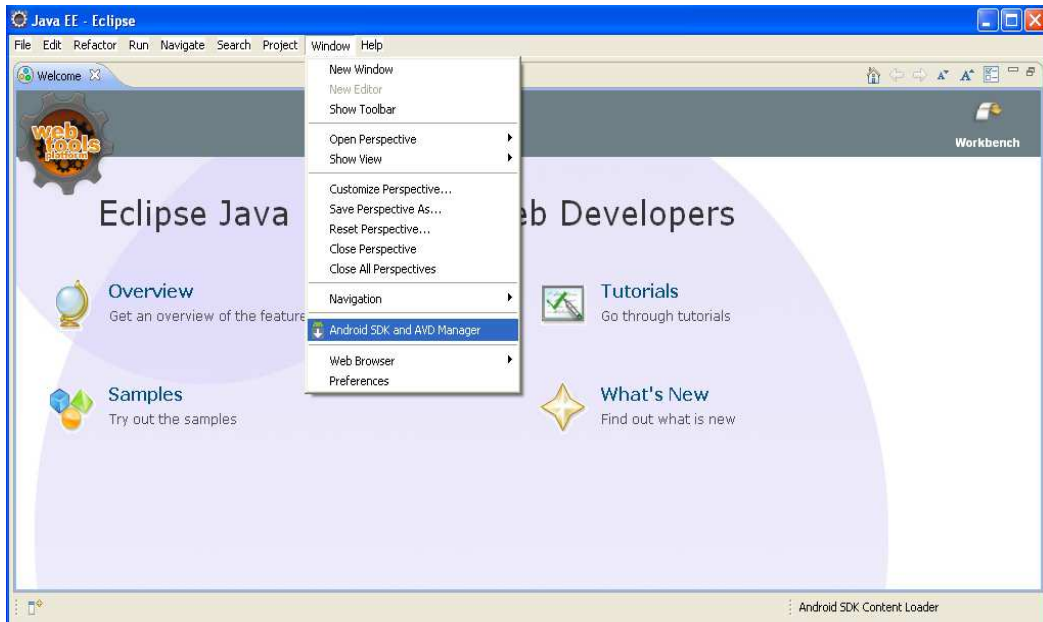 Java EE - Eclipse
File Edit Refactor Run Navigate Search Project Window Help
Welcome
New Window
New Editor
Show Toolbar
Open Perspective
Show View
Customize Perspective...
Save Perspective As...
Reset Perspective...
Close Perspective
Close All Perspectives
Navigation
Android SDK and AVD Manager
Web Browser
Preferences
web
tools
platform
Workbench
Eclipse Java eb Developers
Overview
Get an overview of the feature
Tutorials
Go through tutorials
Samples
Try out the samples
What's New
Find out what is new
Android SDK Content Loader